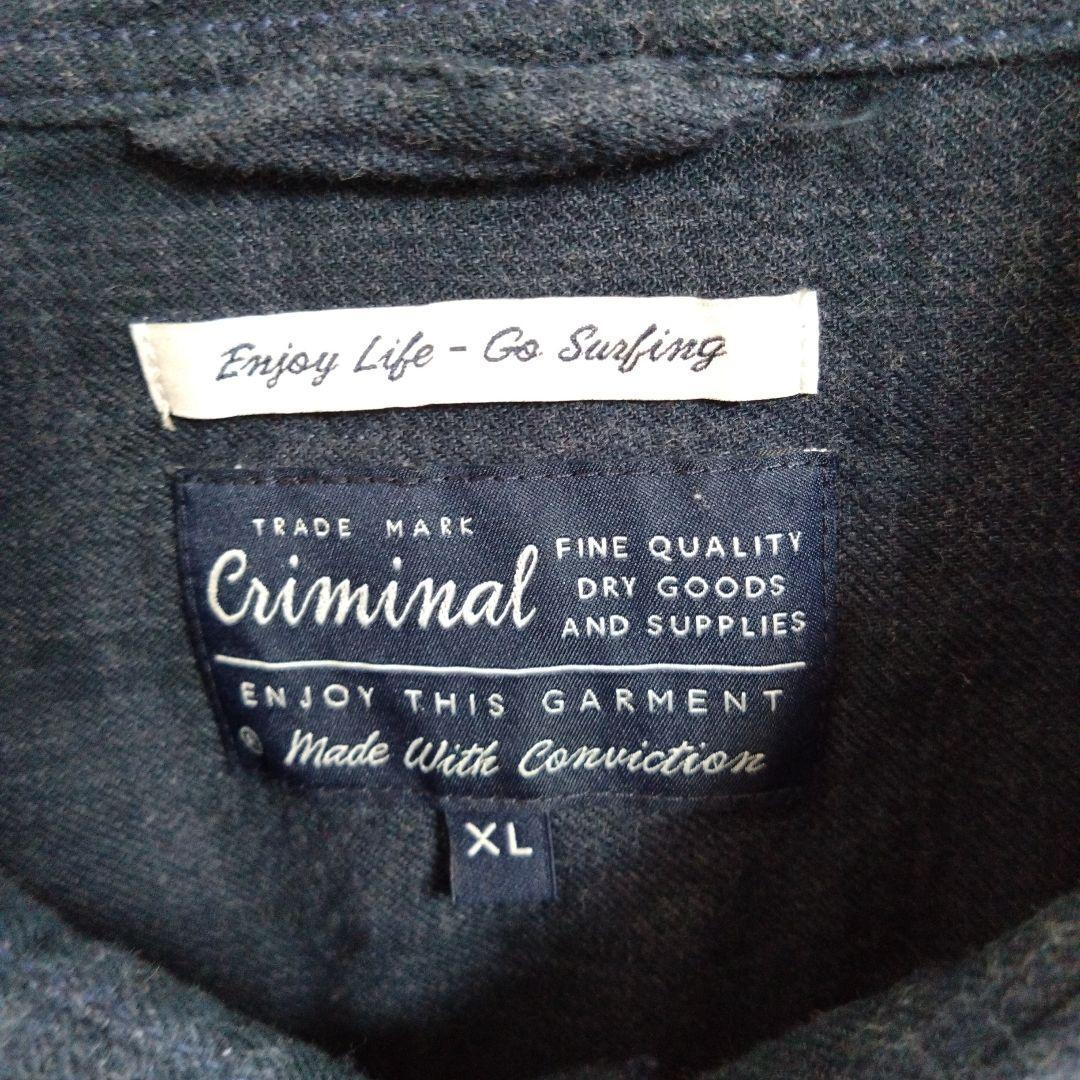 Enjoy Life - Go Surfing
TRADE MARK
Criminal
FINE QUALITY
DRY GOODS
AND SUPPLIES
ENJOY THIS GARMENT
® Made With Conviction
XL